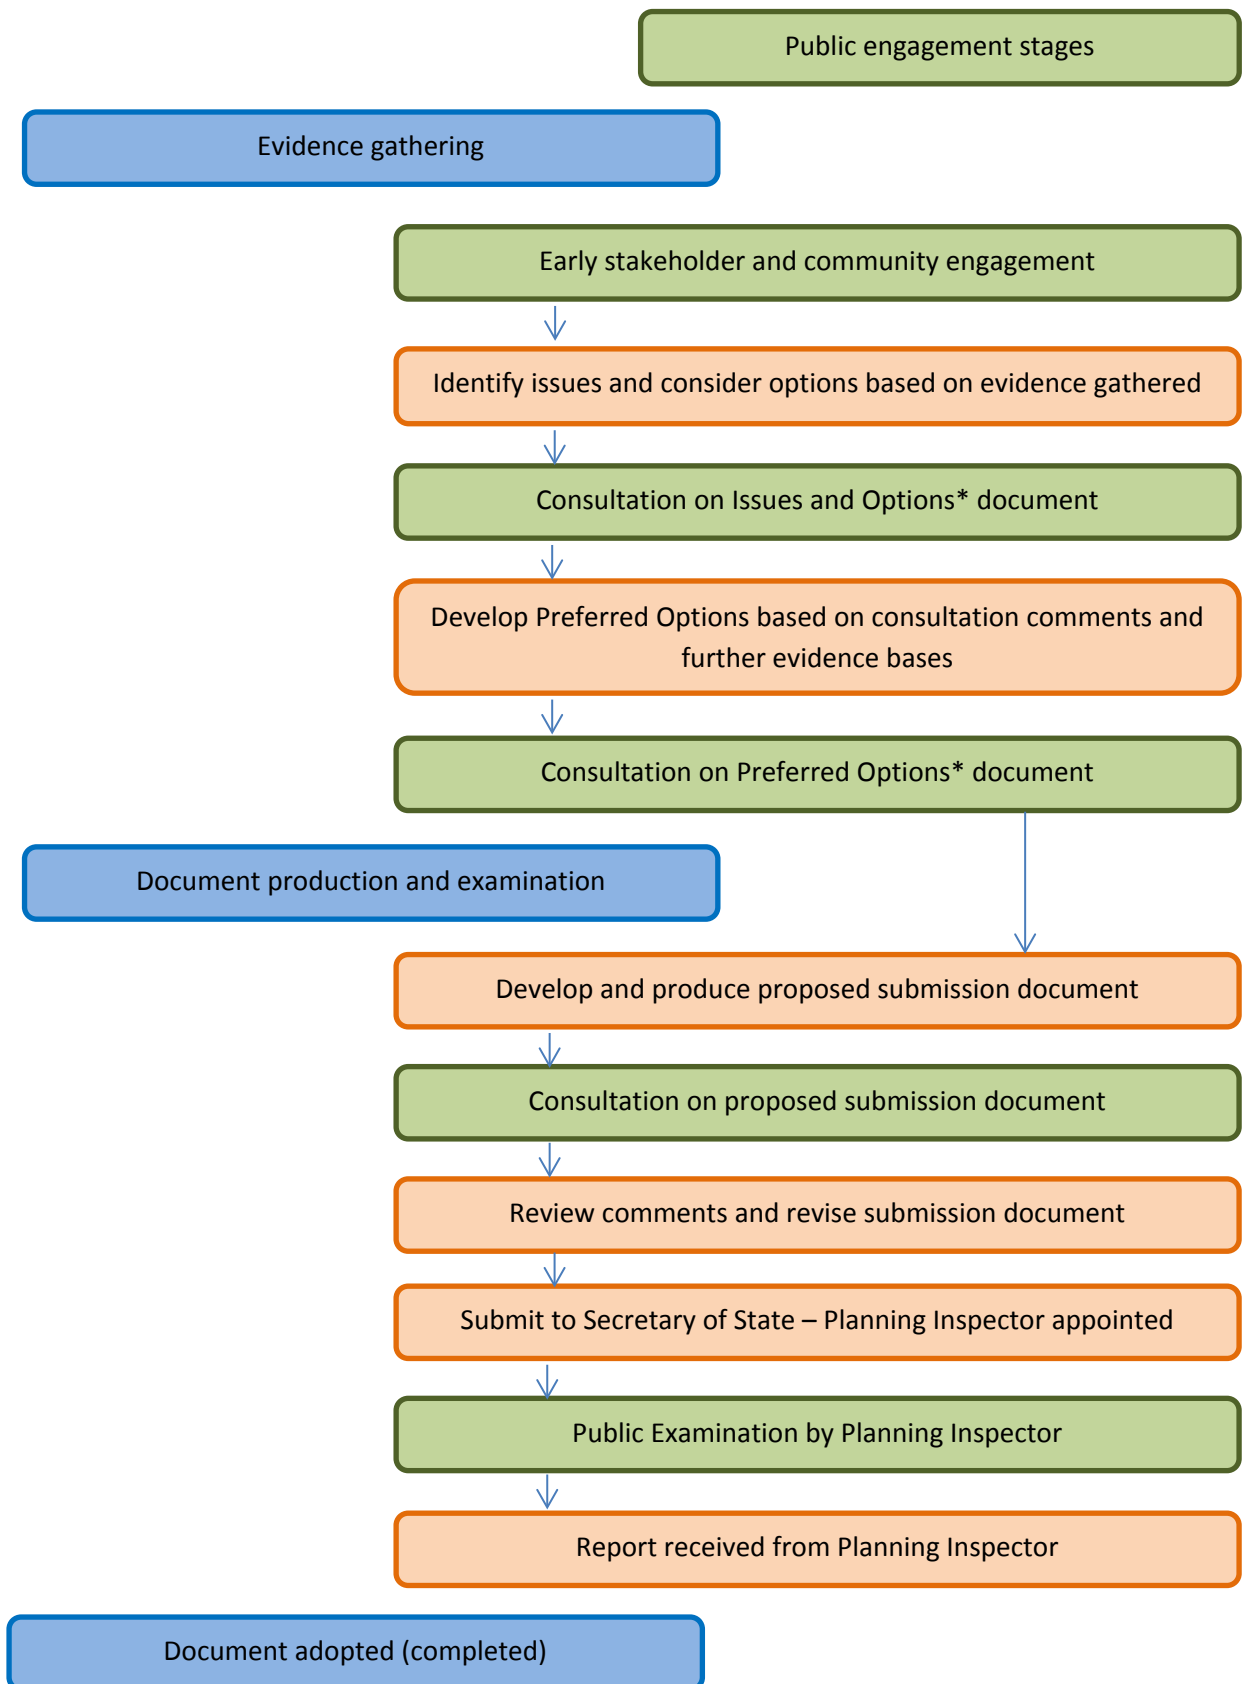 Public engagement stages
Evidence gathering
Early stakeholder and community engagement
Identify issues and consider options based on evidence gathered
Consultation on Issues and Options* document
Develop Preferred Options based on consultation comments and
further evidence bases
Consultation on Preferred Options* document
Document production and examination
Develop and produce proposed submission document
Consultation on proposed submission document
Review comments and revise submission document
Submit to Secretary of State – Planning Inspector appointed
Public Examination by Planning Inspector
Report received from Planning Inspector
Document adopted (completed)